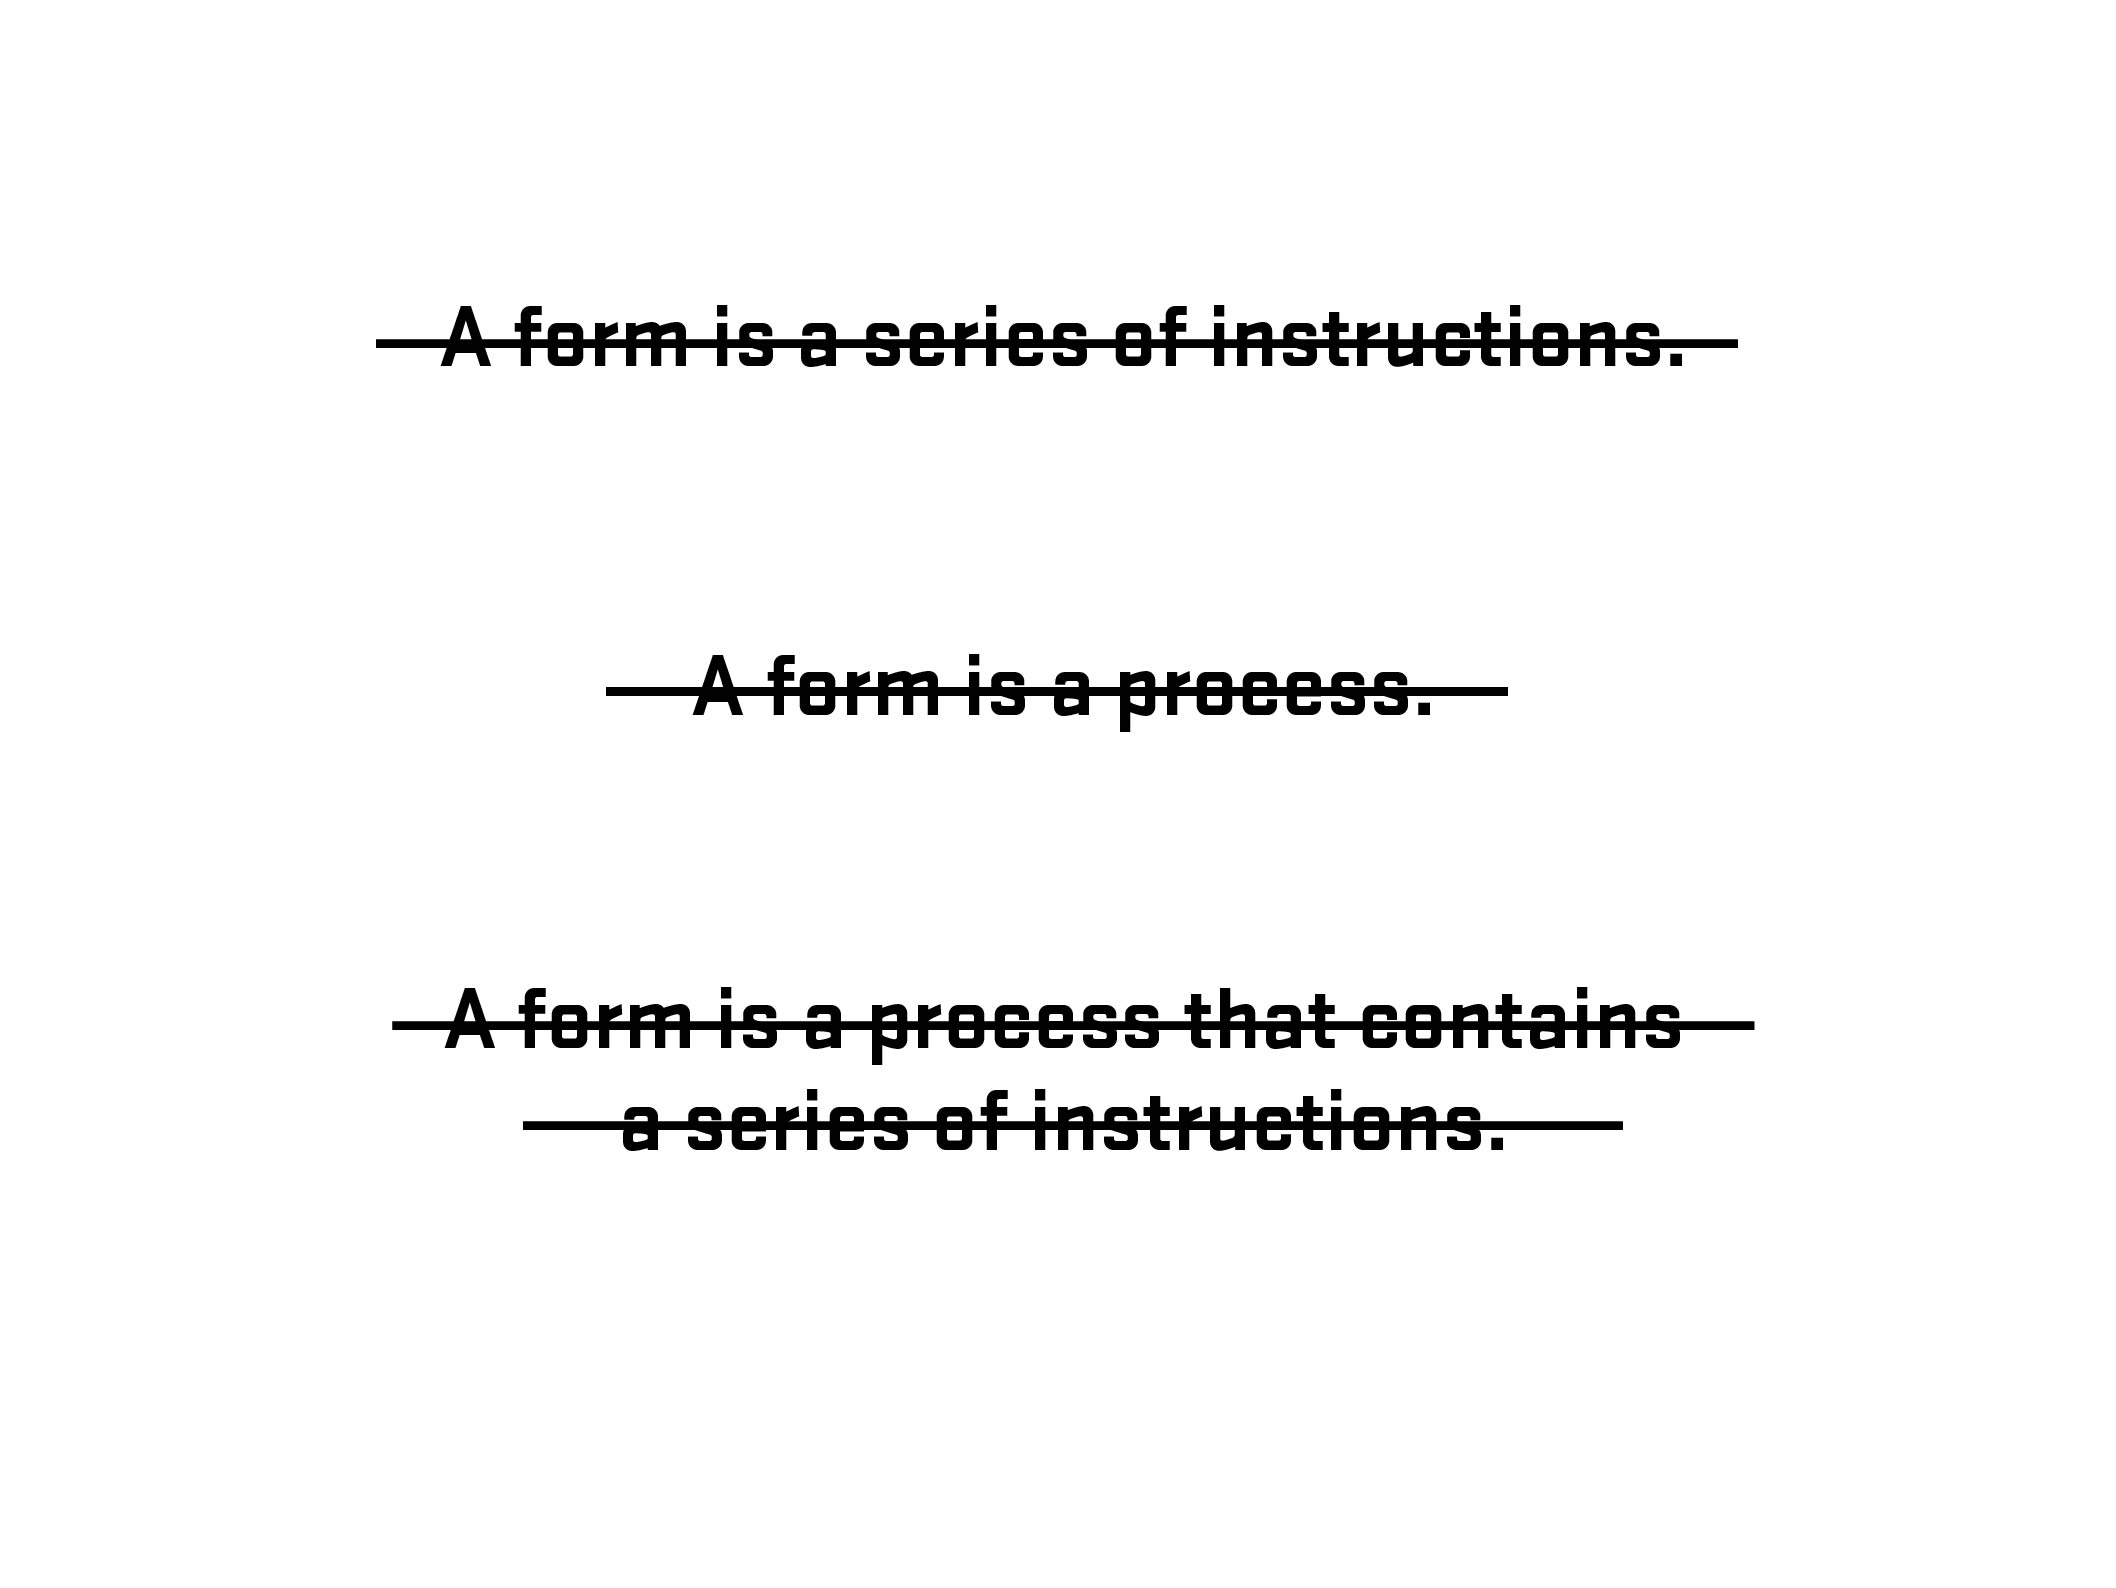 A form is a series of instructions.
A form is a process.
A form is a process that contains
a series of instructions.